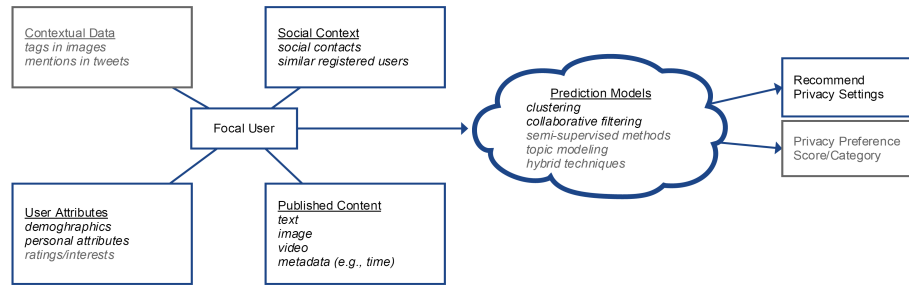 Contextual Data
tags in images
mentions in tweets
Social Context
social contacts
similar registered users
Focal User
User Attributes
demoghraphics
personal attributes
ratings/interests
Published Content
text
image
video
metadata (e.g., time)
Prediction Models
clustering
collaborative filtering
semi-supervised methods
topic modeling
hybrid techniques
Recommend
Privacy Settings
Privacy Preference
Score/Category